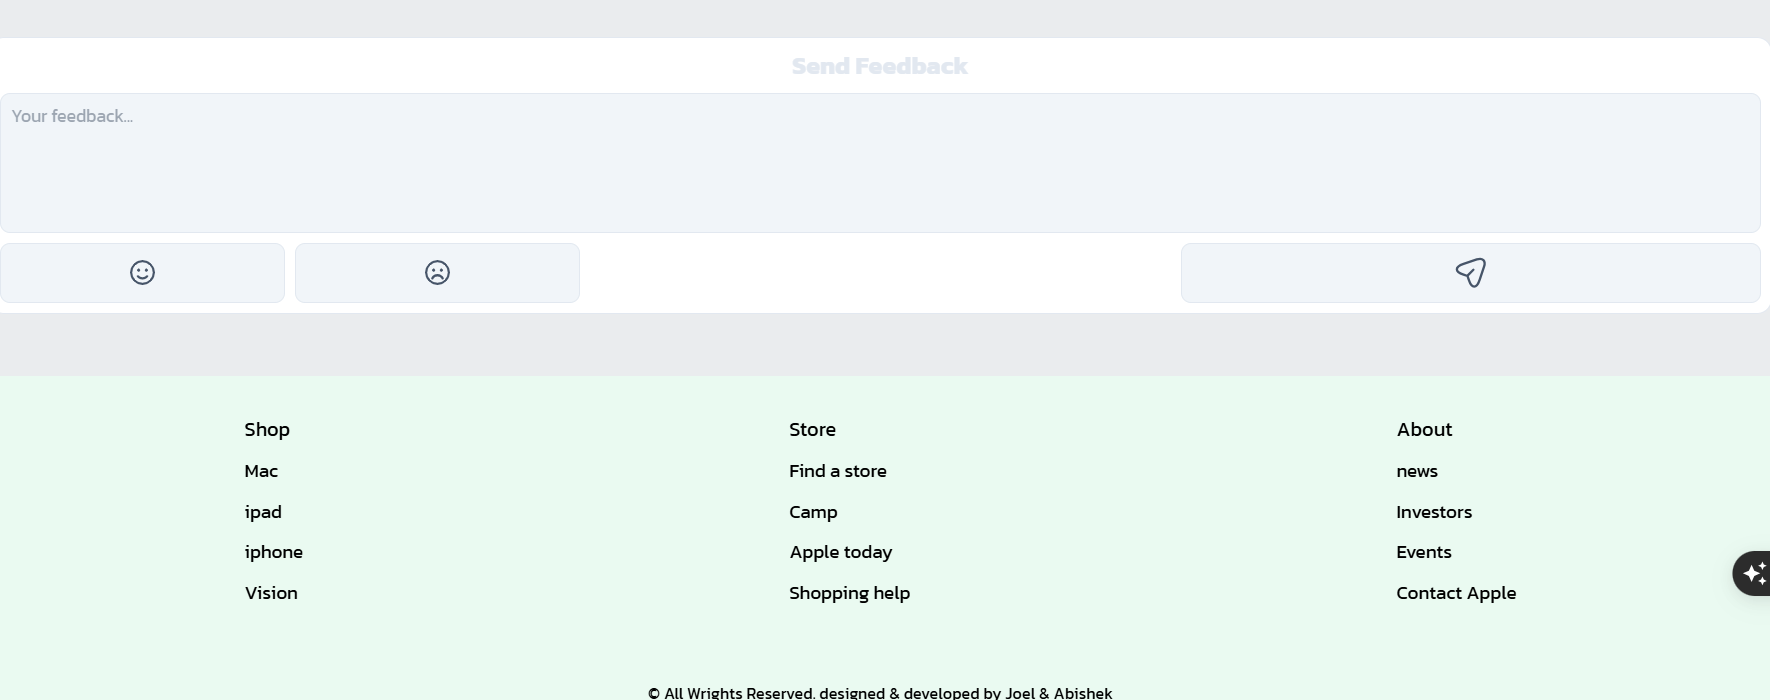 Send Feedback
Your feedback...
Shop
Mac
ipad
iphone
Vision
Store
Find a store
Camp
Apple today
Shopping help
About
news
Investors
Events
Contact Apple
© All Wrights Reserved. designed & developed by Joel & Abishek